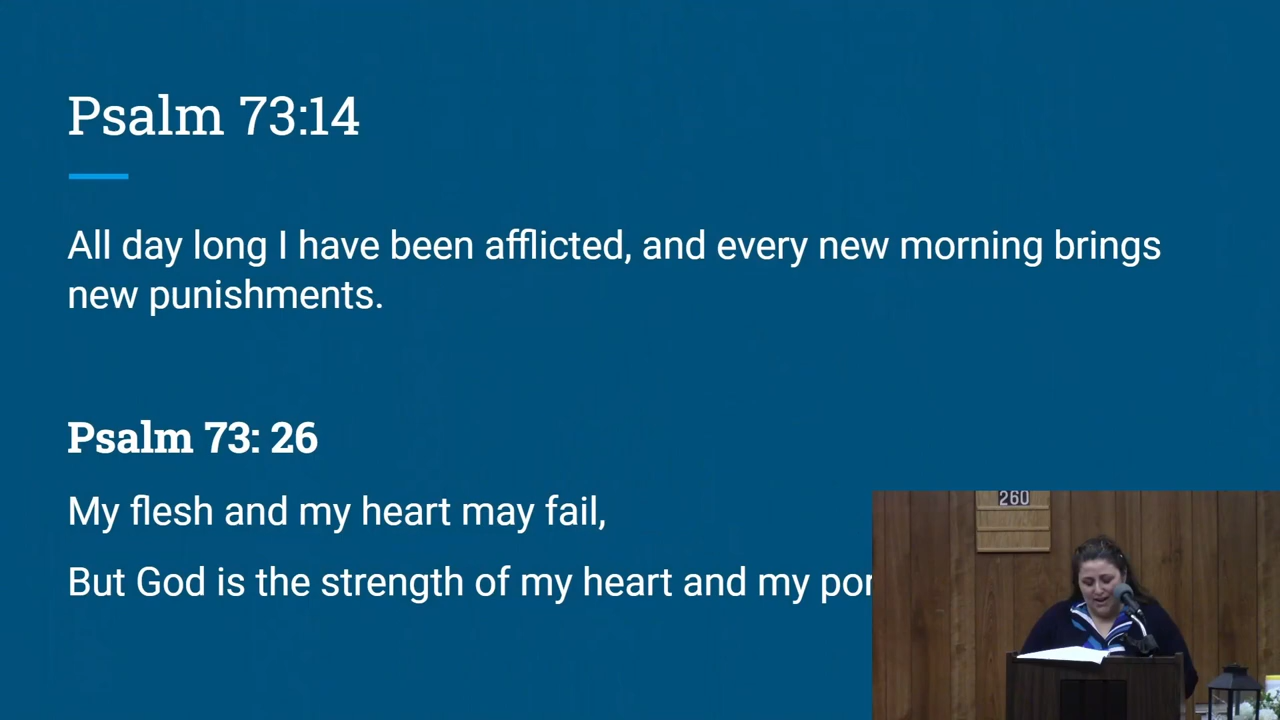 Psalm 73:14
All day long I have been afflicted, and every new morning brings
new punishments.
Psalm 73: 26
My flesh and my heart may fail,
But God is the strength of my heart and my
260